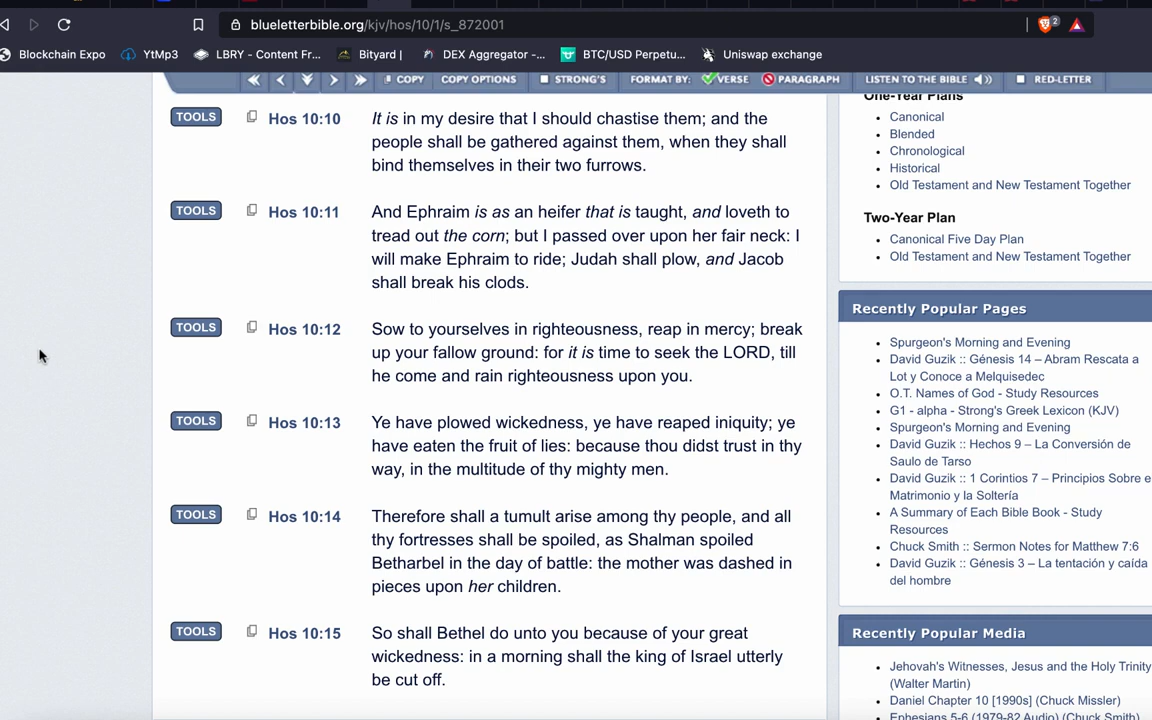 blueletterbible.org/kjv/hos/10/1/s_872001
2
Blockchain Expo YtMp3 LBRY - Content Fr... Bityard | DEX Aggregator -... BTC/USD Perpetu... Uniswap exchange
COPY COPY OPTIONS STRONG'S FORMAT BY: VERSE PARAGRAPH LISTEN TO THE BIBLE RED-LETTER
TOOLS Hos 10:10 It is in my desire that I should chastise them; and the
people shall be gathered against them, when they shall
bind themselves in their two furrows.
TOOLS Hos 10:11 And Ephraim is as an heifer that is taught, and loveth to
tread out the corn; but I passed over upon her fair neck: I
will make Ephraim to ride; Judah shall plow, and Jacob
shall break his clods.
TOOLS Hos 10:12 Sow to yourselves in righteousness, reap in mercy; break
up your fallow ground: for it is time to seek the LORD, till
he come and rain righteousness upon you.
TOOLS Hos 10:13 Ye have plowed wickedness, ye have reaped iniquity; ye
have eaten the fruit of lies: because thou didst trust in thy
way, in the multitude of thy mighty men.
TOOLS Hos 10:14 Therefore shall a tumult arise among thy people, and all
thy fortresses shall be spoiled, as Shalman spoiled
Betharbel in the day of battle: the mother was dashed in
pieces upon her children.
TOOLS Hos 10:15 So shall Bethel do unto you because of your great
wickedness: in a morning shall the king of Israel utterly
be cut off.
One-Year Plans
Canonical
Blended
Chronological
Historical
Old Testament and New Testament Together
Two-Year Plan
Canonical Five Day Plan
Old Testament and New Testament Together
Recently Popular Pages
Spurgeon's Morning and Evening
David Guzik :: Génesis 14 – Abram Rescata a
Lot y Conoce a Melquisedec
O.T. Names of God - Study Resources
G1 - alpha - Strong's Greek Lexicon (KJV)
Spurgeon's Morning and Evening
David Guzik :: Hechos 9 – La Conversión de
Saulo de Tarso
David Guzik :: 1 Corintios 7 – Principios Sobre e
Matrimonio y la Soltería
A Summary of Each Bible Book - Study
Resources
Chuck Smith :: Sermon Notes for Matthew 7:6
David Guzik :: Génesis 3 – La tentación y caída
del hombre
Recently Popular Media
Jehovah's Witnesses, Jesus and the Holy Trinity
(Walter Martin)
Daniel Chapter 10 [1990s] (Chuck Missler)
Ephesians 5-6 (1979-82 Audio) (Chuck Smith)